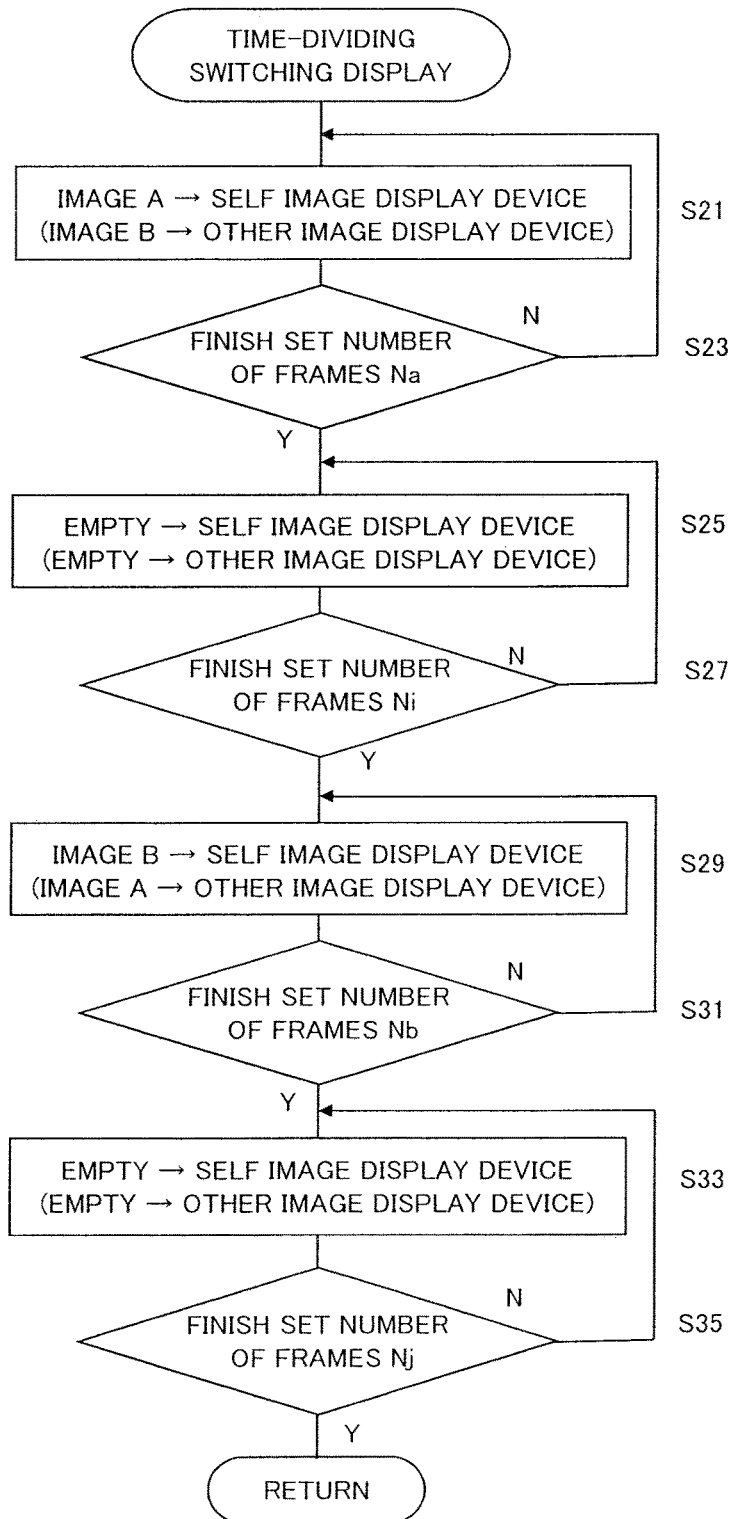 TIME-DIVIDING
SWITCHING DISPLAY
IMAGE A → SELF IMAGE DISPLAY DEVICE
(IMAGE B → OTHER IMAGE DISPLAY DEVICE)
S21
FINISH SET NUMBER
OF FRAMES Na
N
S23
Y
EMPTY → SELF IMAGE DISPLAY DEVICE
(EMPTY → OTHER IMAGE DISPLAY DEVICE)
S25
FINISH SET NUMBER
OF FRAMES Ni
N
S27
Y
IMAGE B → SELF IMAGE DISPLAY DEVICE
(IMAGE A → OTHER IMAGE DISPLAY DEVICE)
S29
FINISH SET NUMBER
OF FRAMES Nb
N
S31
Y
EMPTY → SELF IMAGE DISPLAY DEVICE
(EMPTY → OTHER IMAGE DISPLAY DEVICE)
S33
FINISH SET NUMBER
OF FRAMES Nj
N
S35
Y
RETURN